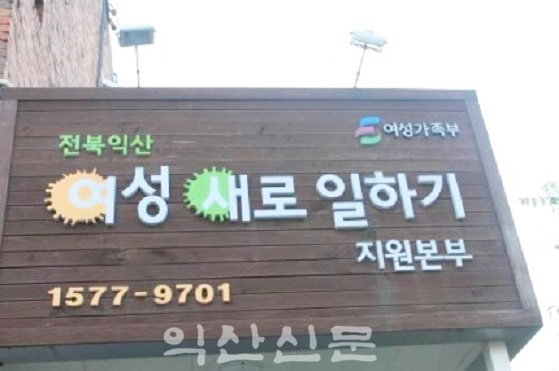 여성가족부
전북익산
여성 새로 일하기
지원본부
1577-9701
익산신문